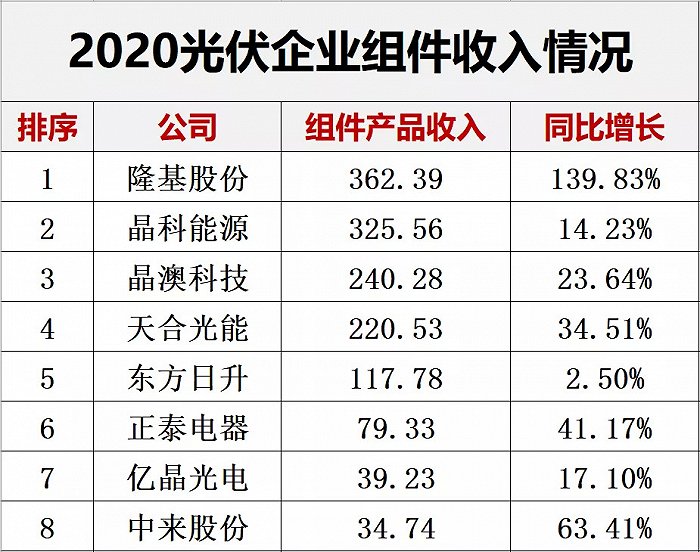 2020光伏企业组件收入情况
排序 公司 组件产品收入 同比增长
1 隆基股份 362.39 139.83%
2 晶科能源 325.56 14.23%
3 晶澳科技 240.28 23.64%
4 天合光能 220.53 34.51%
5 东方日升 117.78 2.50%
6 正泰电器 79.33 41.17%
7 亿晶光电 39.23 17.10%
8 中来股份 34.74 63.41%